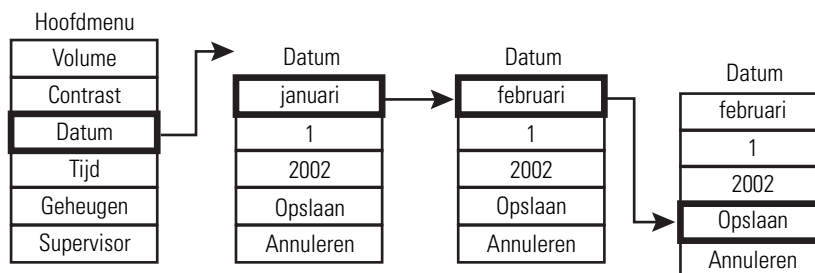 Hoofdmenu
Volume
Contrast
Datum
Tijd
Geheugen
Supervisor
Datum
januari
1
2002
Opslaan
Annuleren
Datum
februari
1
2002
Opslaan
Annuleren
Datum
februari
1
2002
Opslaan
Annuleren